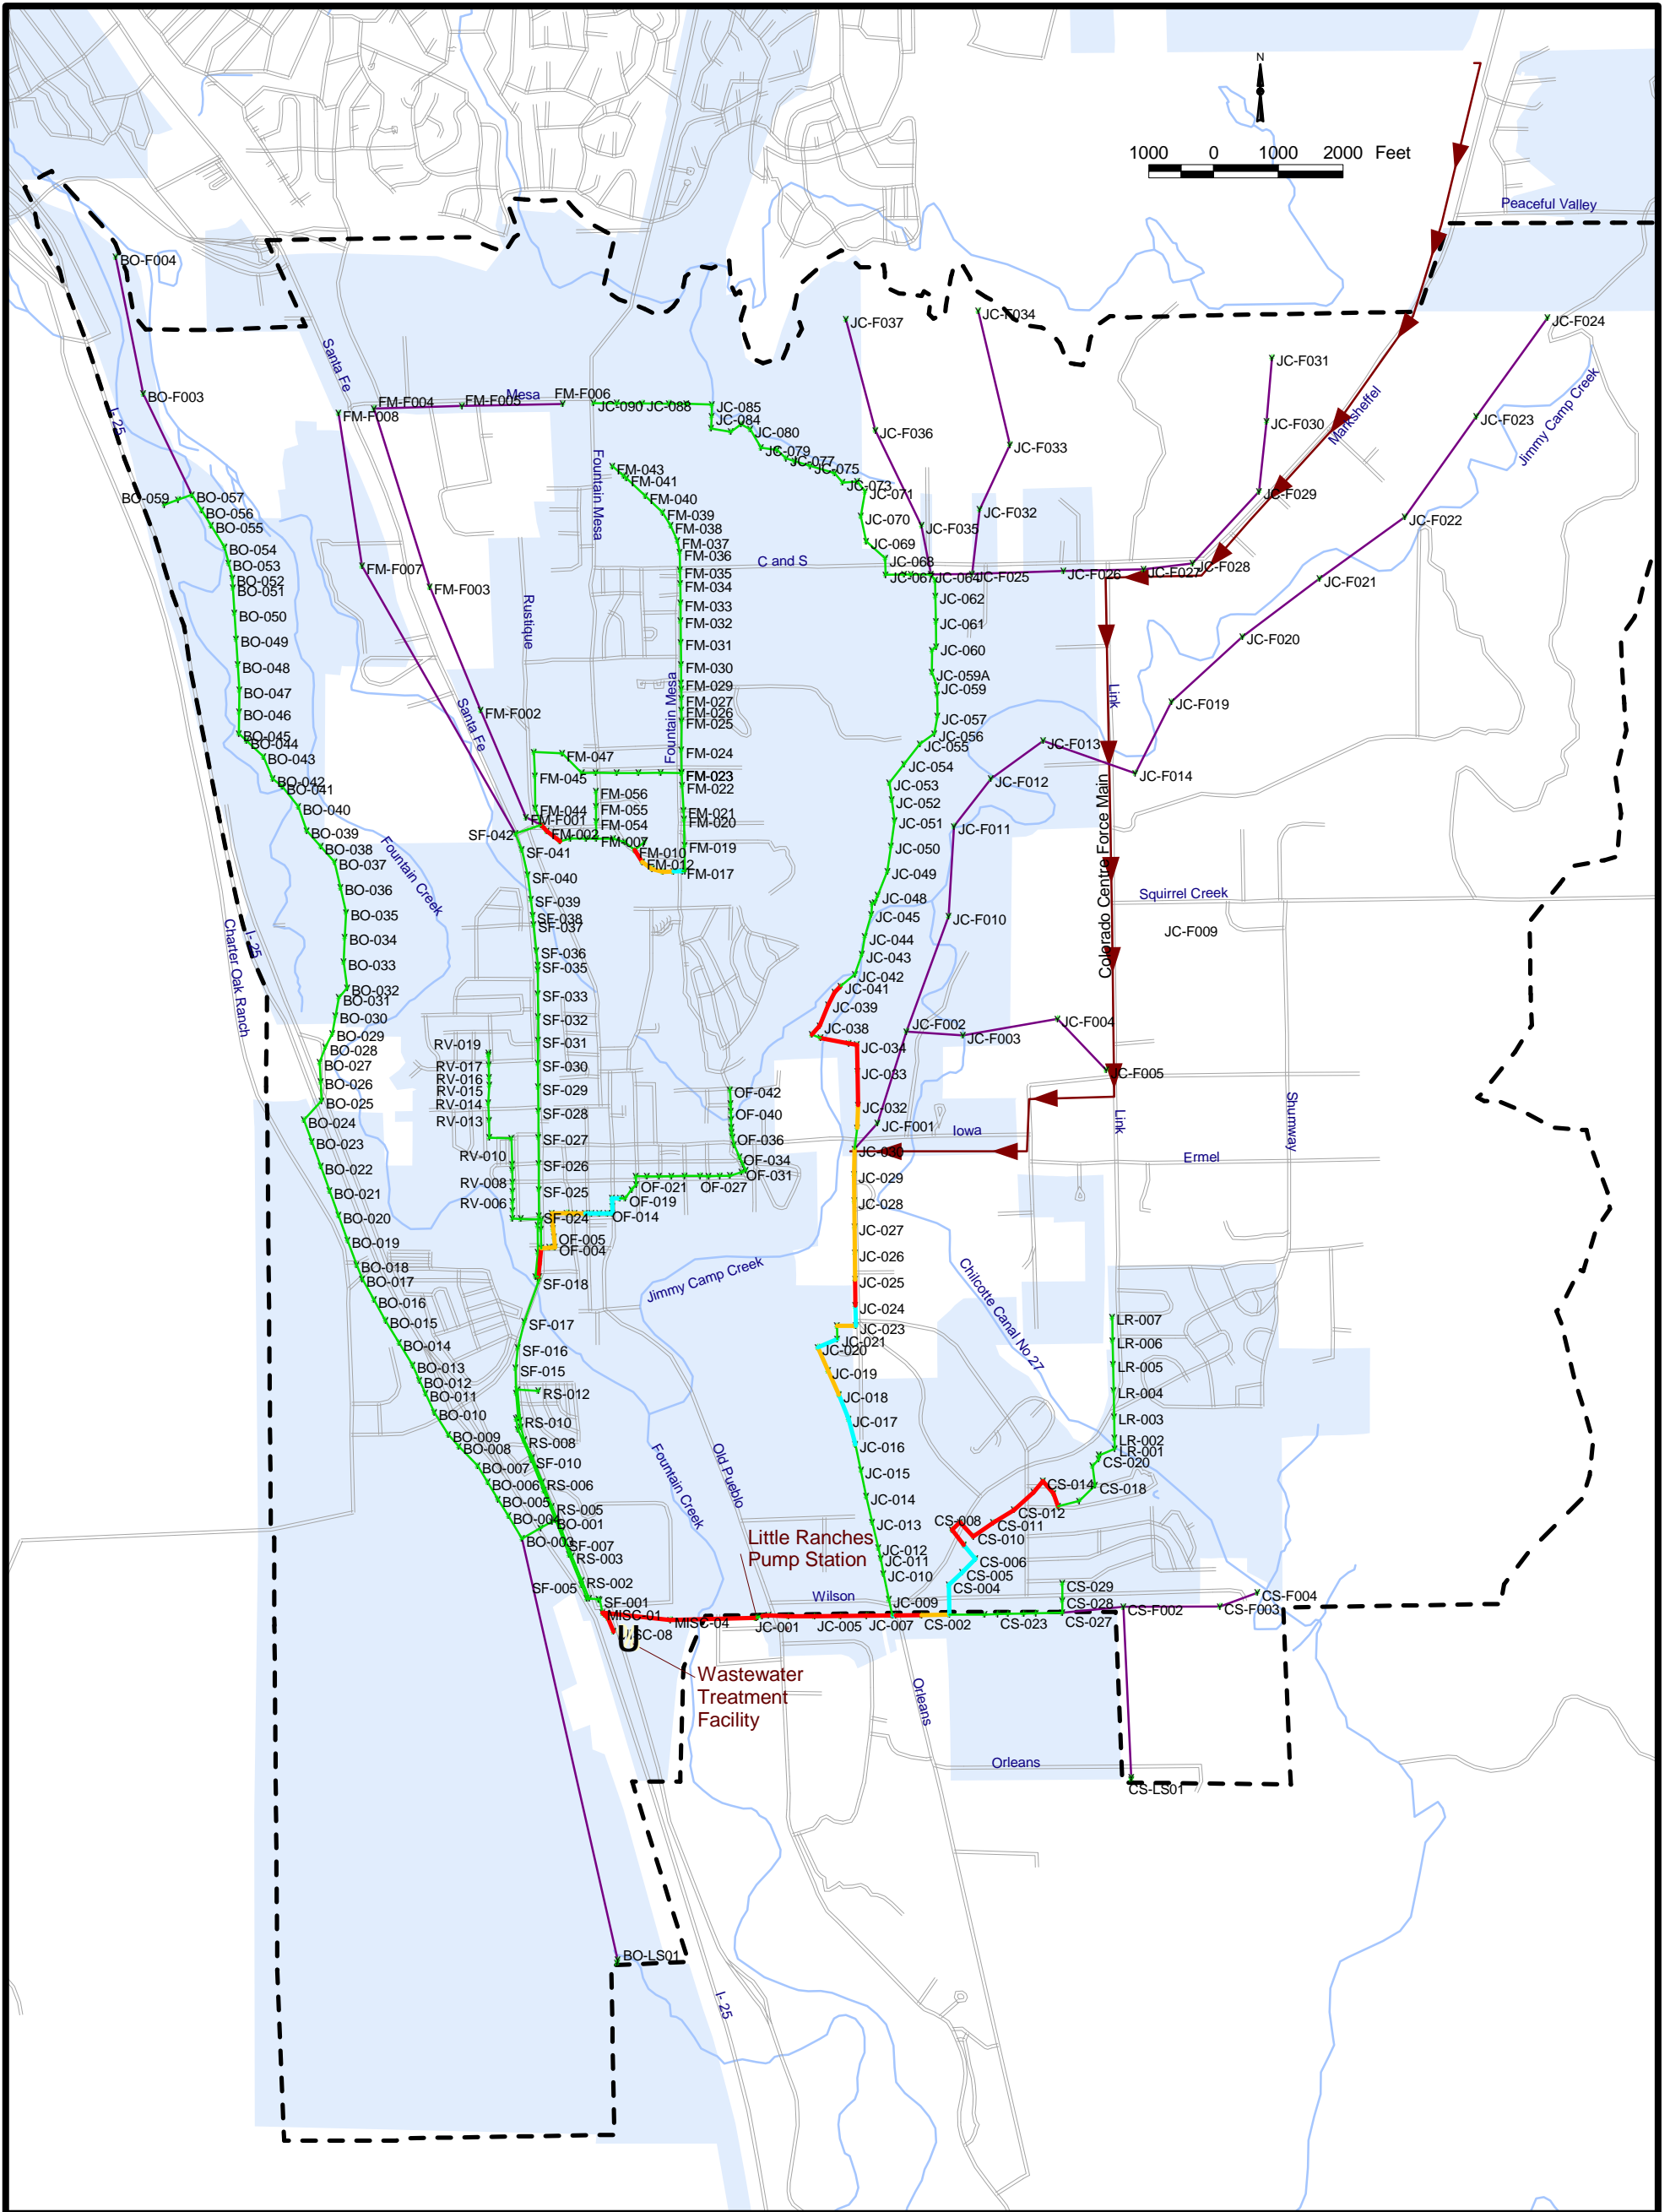 N
1000 0 1000 2000 Feet
Peaceful Valley
BO-F004
JC-F037
JC-F034
JC-F024
Santa Fe
JC-F031
BO-F003
I- 25
Mesa
FM-F004
FM-F005
FM-F006
FM-F008
JC-090
JC-088
JC-085
JC-084
JC-080
JC-F036
JC-F033
JC-F030
Marksheffel
JC-F023
Jimmy Camp Creek
Fountain Mesa
JC-079
JC-077
JC-075
JC-073
JC-071
FM-043
FM-041
FM-040
FM-039
FM-038
FM-037
FM-036
FM-035
FM-034
FM-033
FM-032
FM-031
FM-030
FM-029
FM-027
FM-026
FM-025
FM-024
FM-023
FM-022
FM-021
FM-020
FM-019
FM-017
BO-059
BO-057
BO-056
BO-055
BO-054
BO-053
BO-052
BO-051
BO-050
BO-049
BO-048
BO-047
BO-046
BO-045
BO-044
BO-043
BO-042
BO-041
BO-040
BO-039
BO-038
BO-037
BO-036
BO-035
BO-034
BO-033
BO-032
BO-031
BO-030
BO-029
BO-028
BO-027
BO-026
BO-025
BO-024
BO-023
BO-022
BO-021
BO-020
BO-019
BO-018
BO-017
BO-016
BO-015
BO-014
BO-013
BO-012
BO-011
BO-010
BO-009
BO-008
BO-007
BO-006
BO-005
BO-004
BO-003
BO-001
JC-F035
JC-F032
JC-F029
JC-F022
JC-070
JC-069
JC-068
JC-067
JC-064
JC-F025
JC-F026
JC-F027
JC-F028
JC-F021
C and S
FM-F007
FM-F003
Rustique
JC-062
JC-061
JC-060
JC-059A
JC-059
JC-057
JC-056
JC-055
JC-054
JC-053
JC-052
JC-051
JC-050
JC-049
JC-048
JC-045
JC-044
JC-043
JC-042
JC-041
JC-039
JC-038
JC-034
JC-033
JC-032
JC-030
JC-029
JC-028
JC-027
JC-026
JC-025
JC-024
JC-023
JC-021
JC-020
JC-019
JC-018
JC-017
JC-016
JC-015
JC-014
JC-013
JC-012
JC-011
JC-010
JC-009
JC-F020
Link
JC-F019
FM-F002
Santa Fe
Fountain Mesa
JC-F013
JC-F014
JC-F012
JC-F011
FM-047
FM-045
FM-056
FM-055
FM-054
FM-044
FM-F001
FM-002
FM-007
FM-010
FM-012
SF-042
SF-041
SF-040
SF-039
SF-038
SF-037
SF-036
SF-035
SF-033
SF-032
SF-031
SF-030
SF-029
SF-028
SF-027
SF-026
SF-025
SF-024
SF-018
SF-017
SF-016
SF-015
Fountain Creek
Charter Oak Ranch
I- 25
Colorado Centre Force Main
Squirrel Creek
JC-F010
JC-F009
JC-F002
JC-F003
JC-F004
JC-F005
JC-F001
Iowa
Link
Shumway
Ermel
RV-019
RV-017
RV-016
RV-015
RV-014
RV-013
RV-010
RV-008
RV-006
OF-042
OF-040
OF-036
OF-034
OF-031
OF-027
OF-021
OF-019
OF-014
OF-005
OF-004
Jimmy Camp Creek
Chilcotte Canal No 27
LR-007
LR-006
LR-005
LR-004
LR-003
LR-002
LR-001
CS-020
CS-018
CS-014
CS-012
CS-011
CS-010
CS-008
CS-006
CS-005
CS-004
RS-012
RS-010
RS-008
SF-010
RS-006
RS-005
SF-007
RS-003
RS-002
SF-005
SF-001
Fountain Creek
Old Pueblo
Little Ranches
Pump Station
Wilson
MISC-01
MISC-04
MISC-08
U
JC-001
JC-005
JC-007
CS-002
CS-023
CS-027
CS-028
CS-029
CS-F002
CS-F003
CS-F004
Wastewater
Treatment
Facility
Orleans
Orleans
CS-LS01
BO-LS01
I- 25